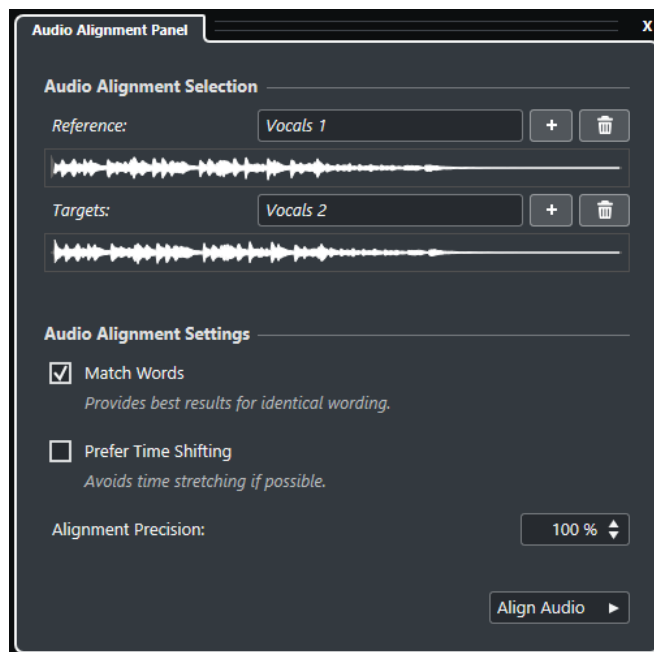 Audio Alignment Panel
X
Audio Alignment Selection
Reference:
Vocals 1
+
Targets:
Vocals 2
+
Audio Alignment Settings
Match Words
Provides best results for identical wording.
Prefer Time Shifting
Avoids time stretching if possible.
Alignment Precision:
100 %
Align Audio